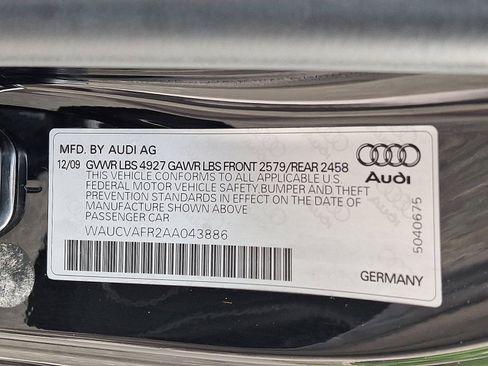 MFD. BY AUDI AG
12/09 GVWR LBS 4927 GAWR LBS FRONT 2579/REAR 2458
THIS VEHICLE CONFORMS TO ALL APPLICABLE U.S.
FEDERAL MOTOR VEHICLE SAFETY, BUMPER AND THEFT
PREVENTION STANDARDS IN EFFECT ON THE DATE OF
MANUFACTURE SHOWN ABOVE
PASSENGER CAR
WAUCVAFR2AA043886
Audi
5040675
GERMANY